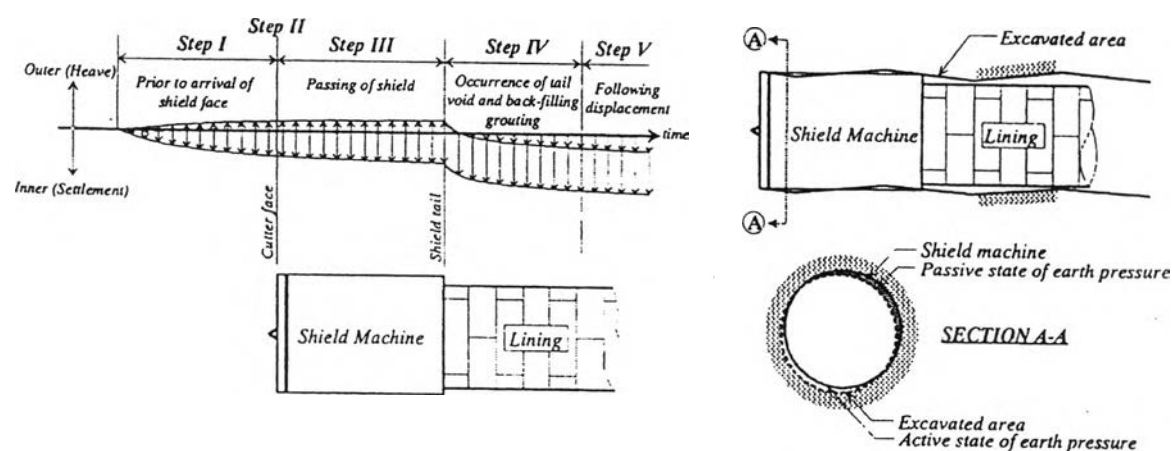 Step II
Step I
Step III
Step IV
Step V
Outer (Heave)
Prior to arrival of
shield face
Passing of shield
Occurrence of tail
void and back-filling
grouting
Following
displacement
time
Inner (Settlement)
Cutter face
Shield tail
Shield Machine
Lining
A
Excavated area
Shield Machine
Lining
A
Shield machine
Passive state of earth pressure
SECTION A-A
Excavated area
Active state of earth pressure